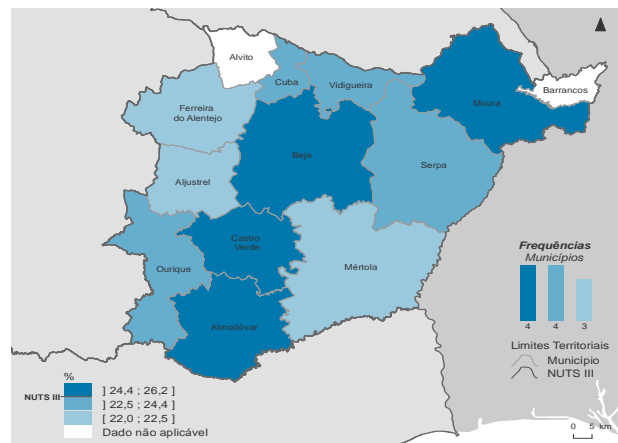 Alvito
Cuba
Vidigueira
Moura
Barrancos
Ferreira
do Alentejo
Beja
Serpa
Aljustrel
Castro
Verde
Ourique
Mértola
Almodôvar
Frequências
Municípios
4 4 3
Limites Territoriais
Município
NUTS III
%
NUTS III
] 24,4 ; 26,2 ]
] 22,5 ; 24,4 ]
[ 22,0 ; 22,5 ]
Dado não aplicável
0 5 km